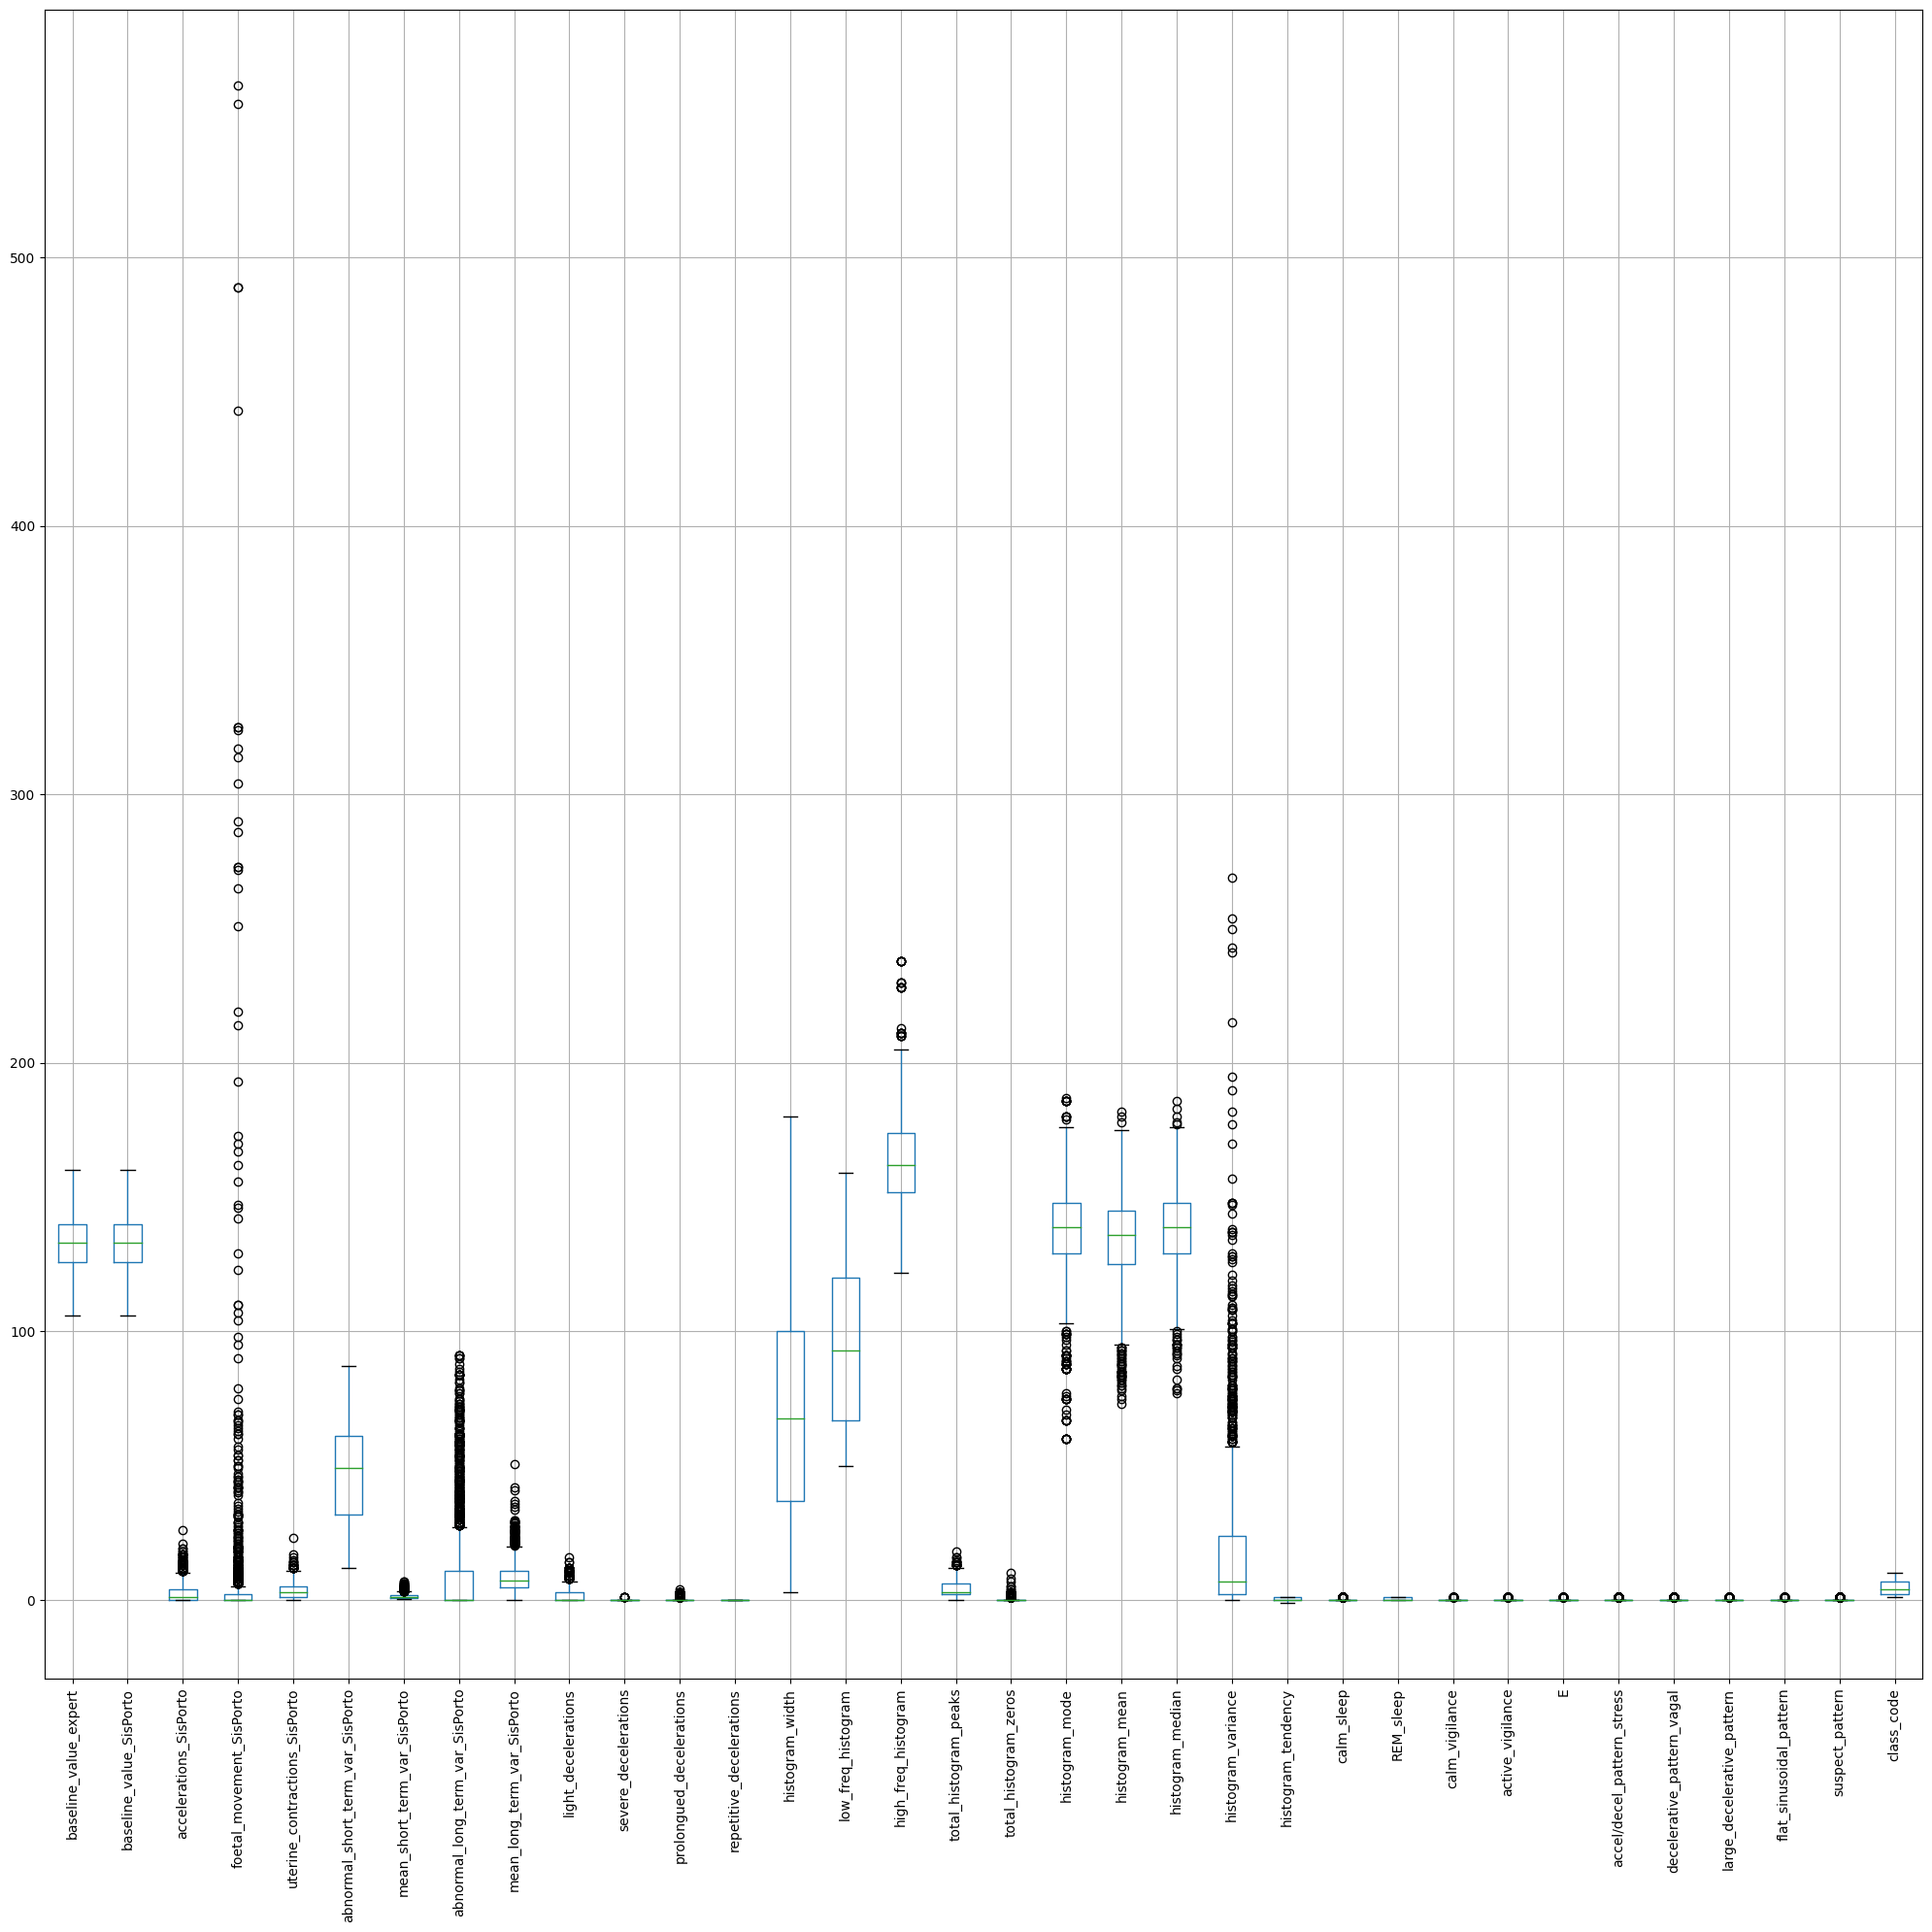 500
400
300
200
100
0
baseline_value_expert
baseline_value_SisPorto
accelerations_SisPorto
foetal_movement_SisPorto
uterine_contractions_SisPorto
abnormal_short_term_var_SisPorto
mean_short_term_var_SisPorto
abnormal_long_term_var_SisPorto
mean_long_term_var_SisPorto
light_decelerations
severe_decelerations
prolongued_decelerations
repetitive_decelerations
histogram_width
low_freq_histogram
high_freq_histogram
total_histogram_peaks
total_histogram_zeros
histogram_mode
histogram_mean
histogram_median
histogram_variance
histogram_tendency
calm_sleep
REM_sleep
calm_vigilance
active_vigilance
E
accel/decel_pattern_stress
decelerative_pattern_vagal
large_decelerative_pattern
flat_sinusoidal_pattern
suspect_pattern
class_code